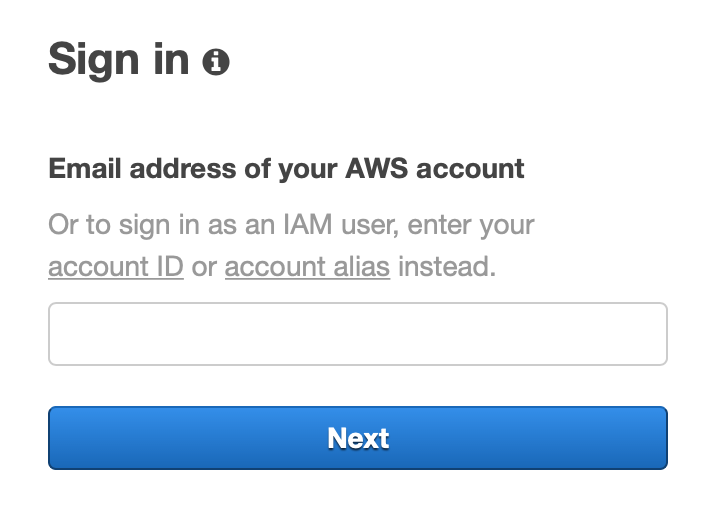 Sign in
Email address of your AWS account
Or to sign in as an IAM user, enter your
account ID or account alias instead.
Next